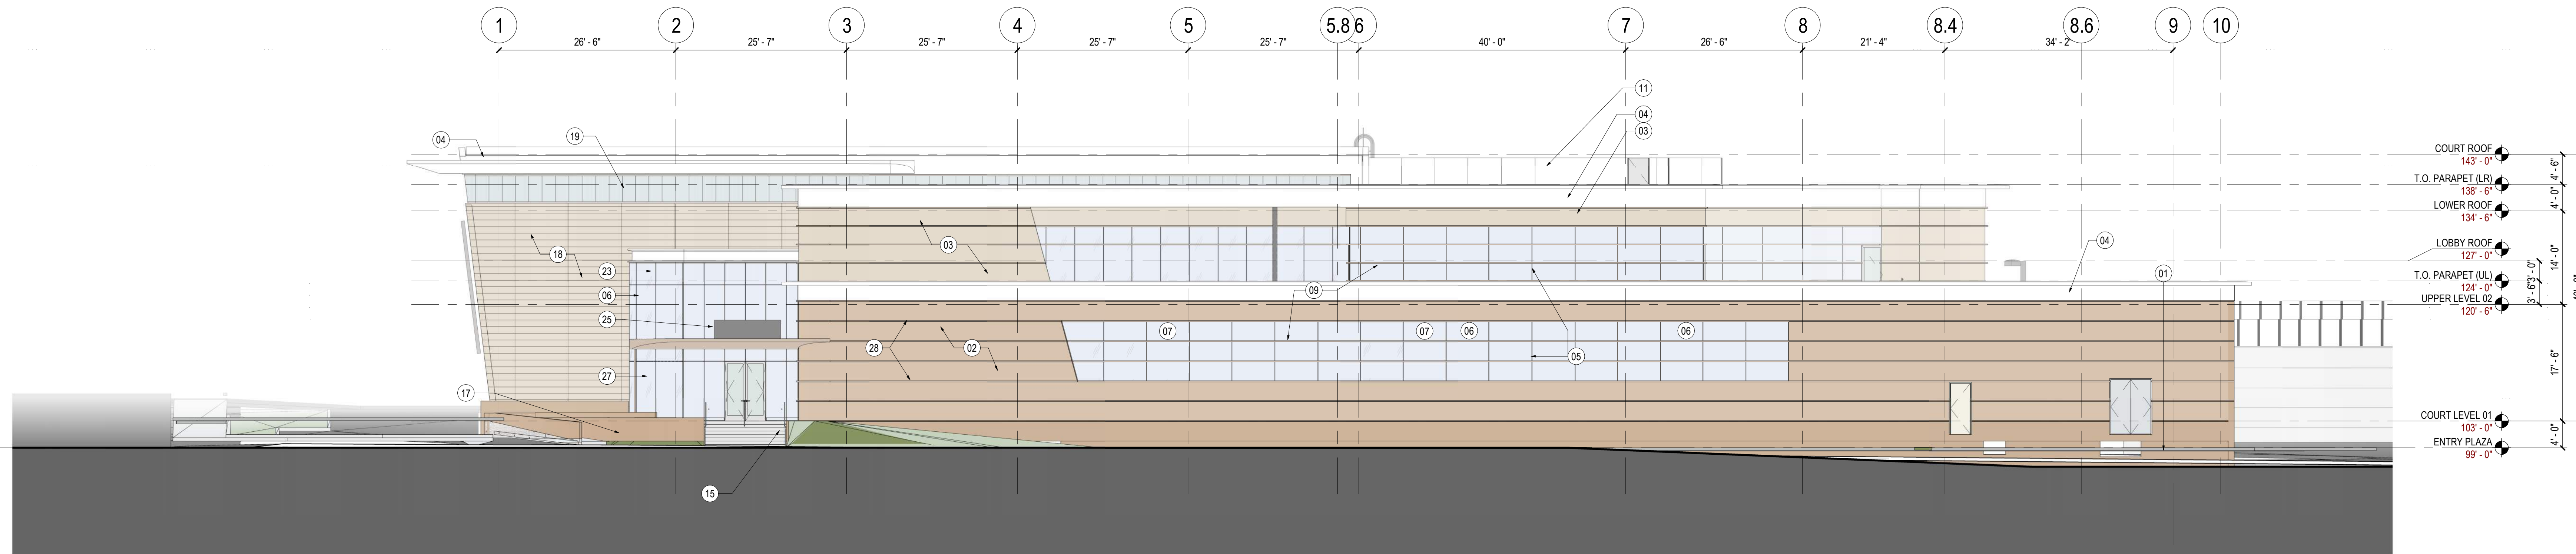 1 2 3 4 5 5.8 6 7 8 8.4 8.6 9 10
26' - 6" 25' - 7" 25' - 7" 25' - 7" 25' - 7" 40' - 0" 26' - 6" 21' - 4" 34' - 2"
11
04
03
04
19
COURT ROOF
143' - 0"
4' - 6"
T.O. PARAPET (LR)
138' - 6"
4' - 0"
LOWER ROOF
134' - 6"
03
18
04
LOBBY ROOF
127' - 0"
14' - 0"
23
01
T.O. PARAPET (UL)
124' - 0"
3' - 0"
3' - 6"
06
09
UPPER LEVEL 02
120' - 6"
25
07 07 06 06
28 02
05
27
17' - 6"
17
COURT LEVEL 01
103' - 0"
4' - 0"
ENTRY PLAZA
99' - 0"
15